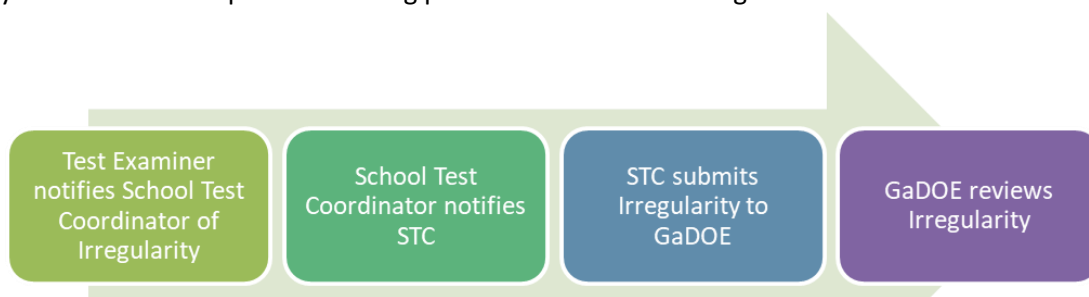 Test Examiner
notifies School Test
Coordinator of
Irregularity
School Test
Coordinator notifies
STC
STC submits
Irregularity to
GaDOE
GaDOE reviews
Irregularity